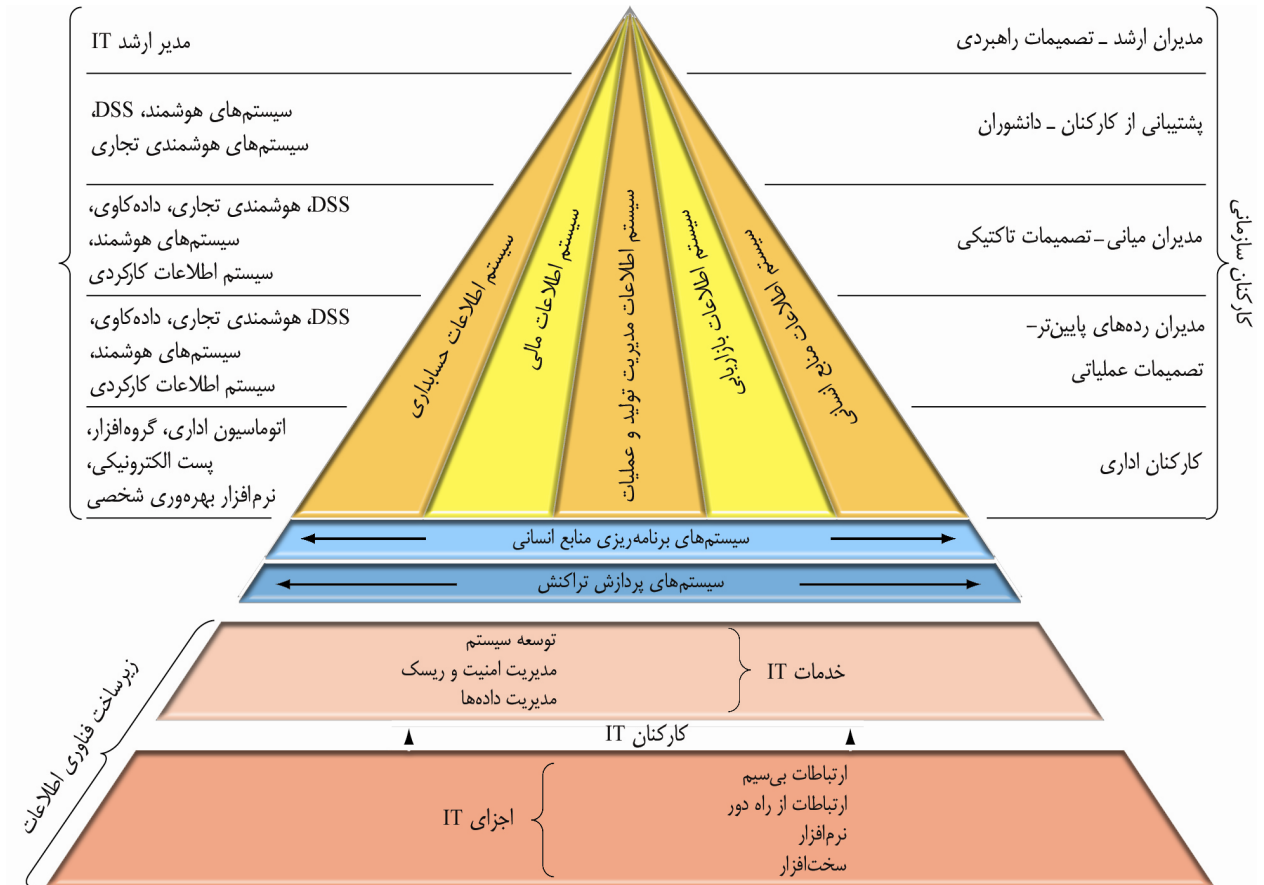 مدیران ارشد ـ تصمیمات راهبردی
پشتیبانی از کارکنان ـ دانشوران
مدیران میانی ـ تصمیمات تاکتیکی
مدیران رده‌های پایین‌تر-
تصمیمات عملیاتی
کارکنان اداری
کارکنان سازمانی
سیستم اطلاعات منابع انسانی
سیستم اطلاعات بازاریابی
سیستم اطلاعات مدیریت تولید و عملیات
سیستم اطلاعات مالی
سیستم اطلاعات حسابداری
مدیر ارشد IT
سیستم‌های هوشمند، DSS،
سیستم‌های هوشمندی تجاری
DSS، هوشمندی تجاری، داده‌کاوی،
سیستم‌های هوشمند،
سیستم اطلاعات کارکردی
DSS، هوشمندی تجاری، داده‌کاوی،
سیستم‌های هوشمند،
سیستم اطلاعات کارکردی
اتوماسیون اداری، گروه‌افزار،
پست الکترونیکی،
نرم‌افزار بهره‌وری شخصی
سیستم‌های برنامه‌ریزی منابع انسانی
سیستم‌های پردازش تراکنش
خدمات IT
توسعه سیستم
مدیریت امنیت و ریسک
مدیریت داده‌ها
کارکنان IT
ارتباطات بی‌سیم
ارتباطات از راه دور
نرم‌افزار
سخت‌افزار
اجزای IT
زیرساخت فناوری اطلاعات